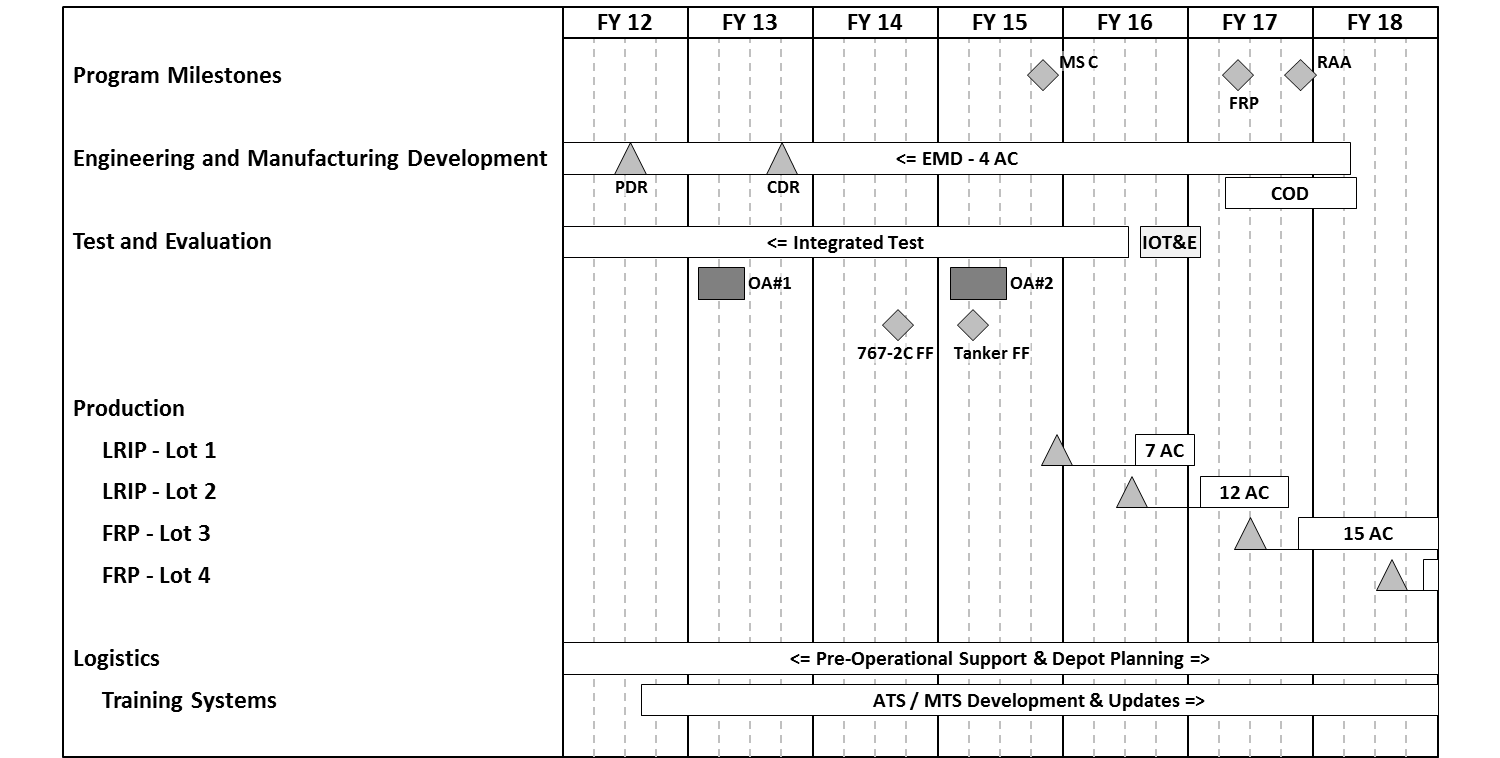 FY 12 FY 13 FY 14 FY 15 FY 16 FY 17 FY 18
Program Milestones
MS C
RAA
FRP
Engineering and Manufacturing Development
<= EMD - 4 AC
PDR
CDR
COD
Test and Evaluation
<= Integrated Test
IOT&E
OA#1
OA#2
767-2C FF
Tanker FF
Production
LRIP - Lot 1
7 AC
LRIP - Lot 2
12 AC
FRP - Lot 3
15 AC
FRP - Lot 4
Logistics
<= Pre-Operational Support & Depot Planning =>
Training Systems
ATS / MTS Development & Updates =>